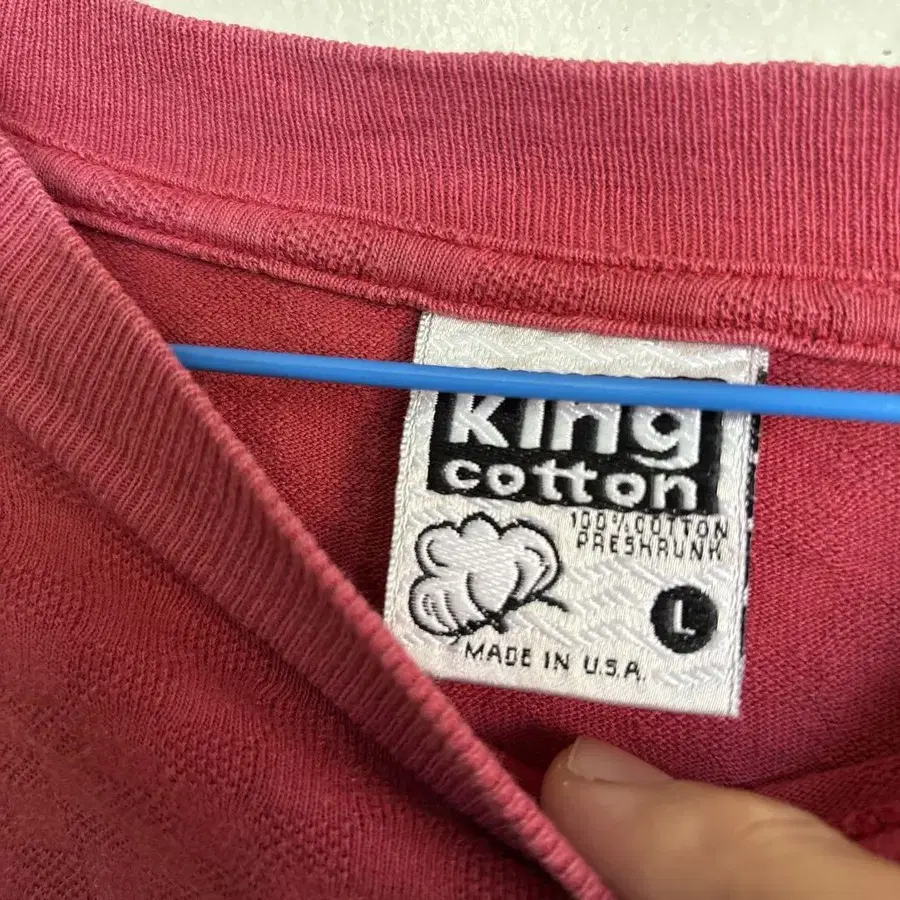 king
cotton
100% COTTON
PRESHRUNK
L
MADE IN U.S.A.